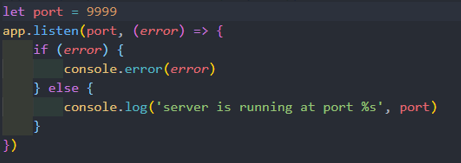 let port = 9999
app.listen(port, (error) => {
    if (error) {
        console.error(error)
    } else {
        console.log('server is running at port %s', port)
    }
})